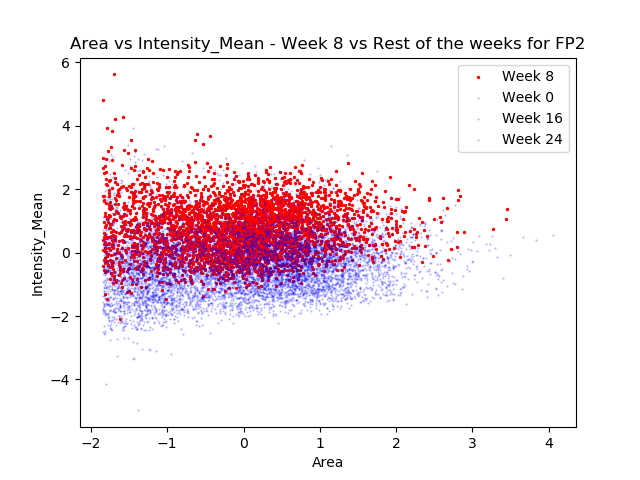 Area vs Intensity_Mean - Week 8 vs Rest of the weeks for FP2
Week 8
Week 0
Week 16
Week 24
6
4
2
0
−2
−4
Intensity_Mean
−2 −1 0 1 2 3 4
Area